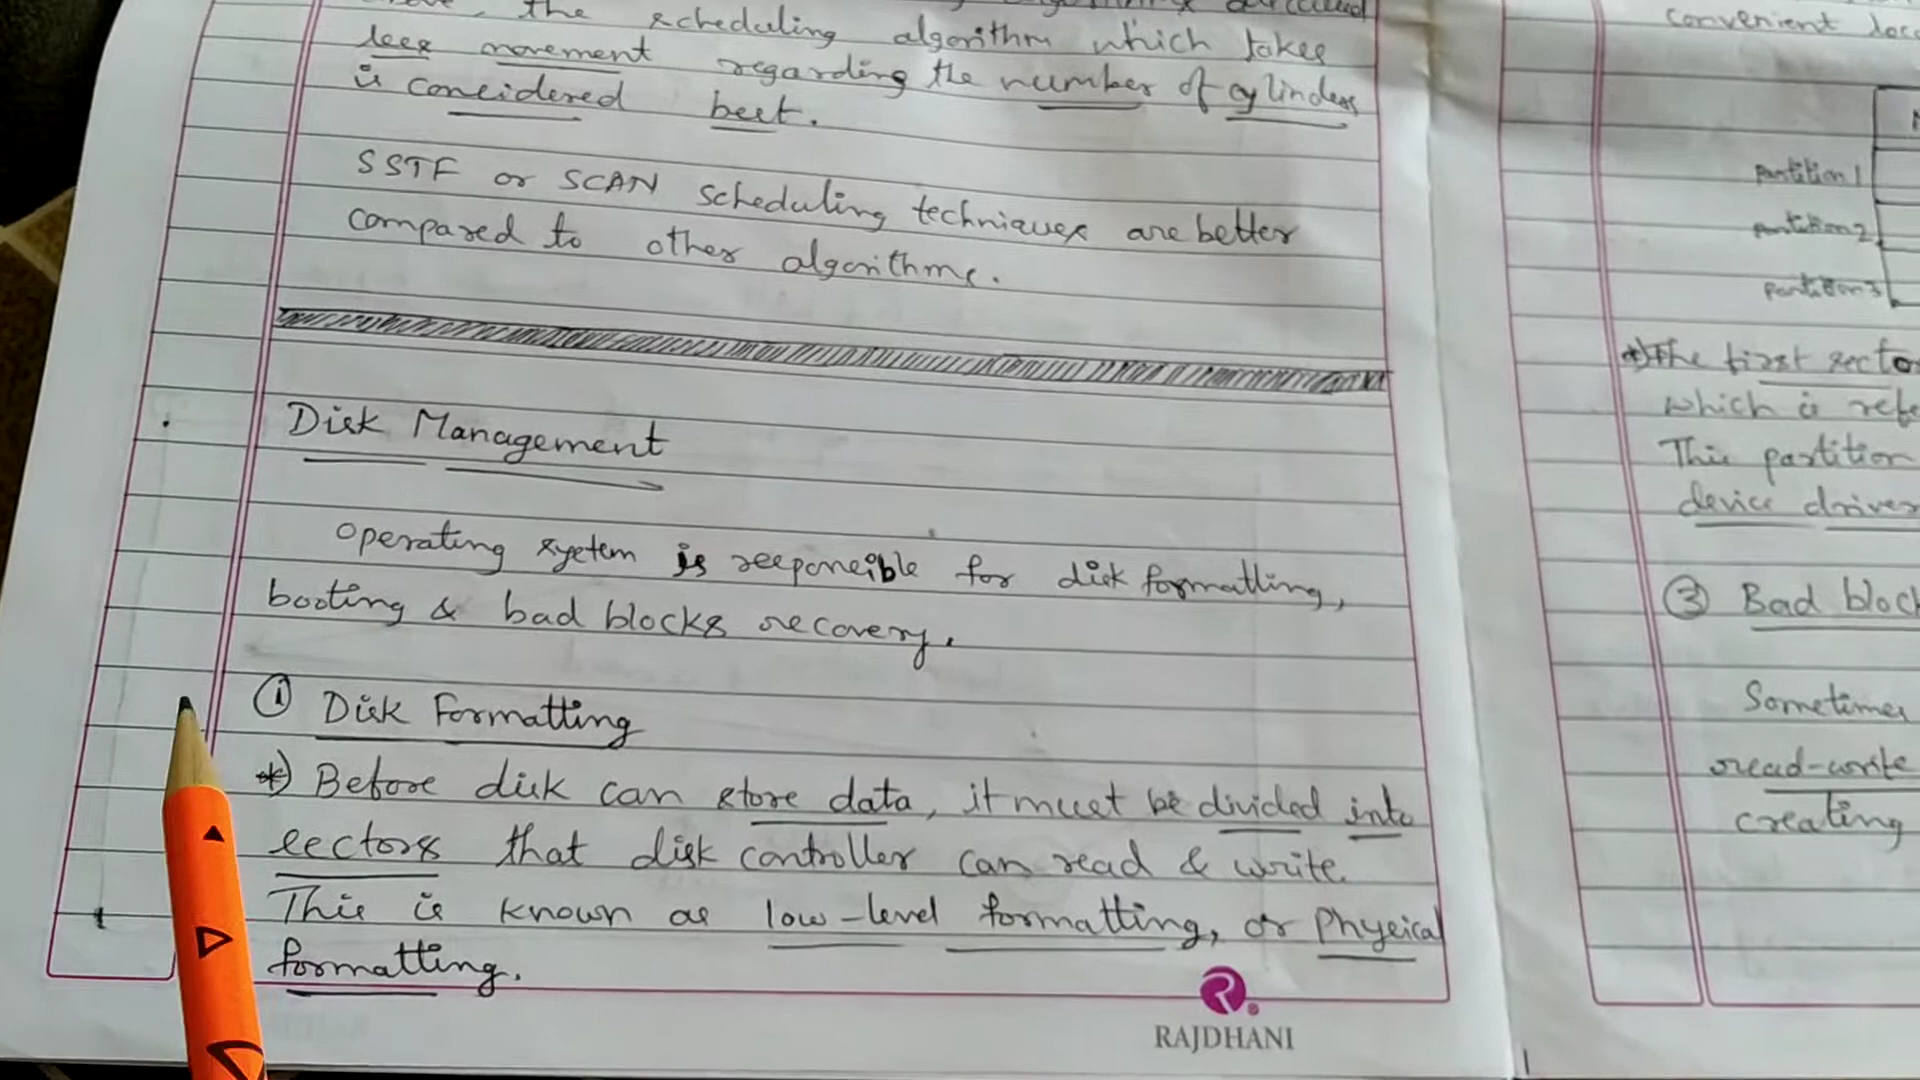 the scheduling algorithm which takes
less movement regarding the number of cylinders
is considered best.
SSTF or SCAN scheduling techniques are better
compared to other algorithms.
Disk Management
Operating system is responsible for disk formatting,
booting & bad blocks recovery.
① Disk Formatting
*) Before disk can store data, it must be divided into
sectors that disk controller can read & write.
This is known as low-level formatting, or physical
formatting.
RAJDHANI
convenient
partition 1
partition 2
partition 3
*) The first
which is
This partition
device
③ Bad
Sometimes
read-write
creating